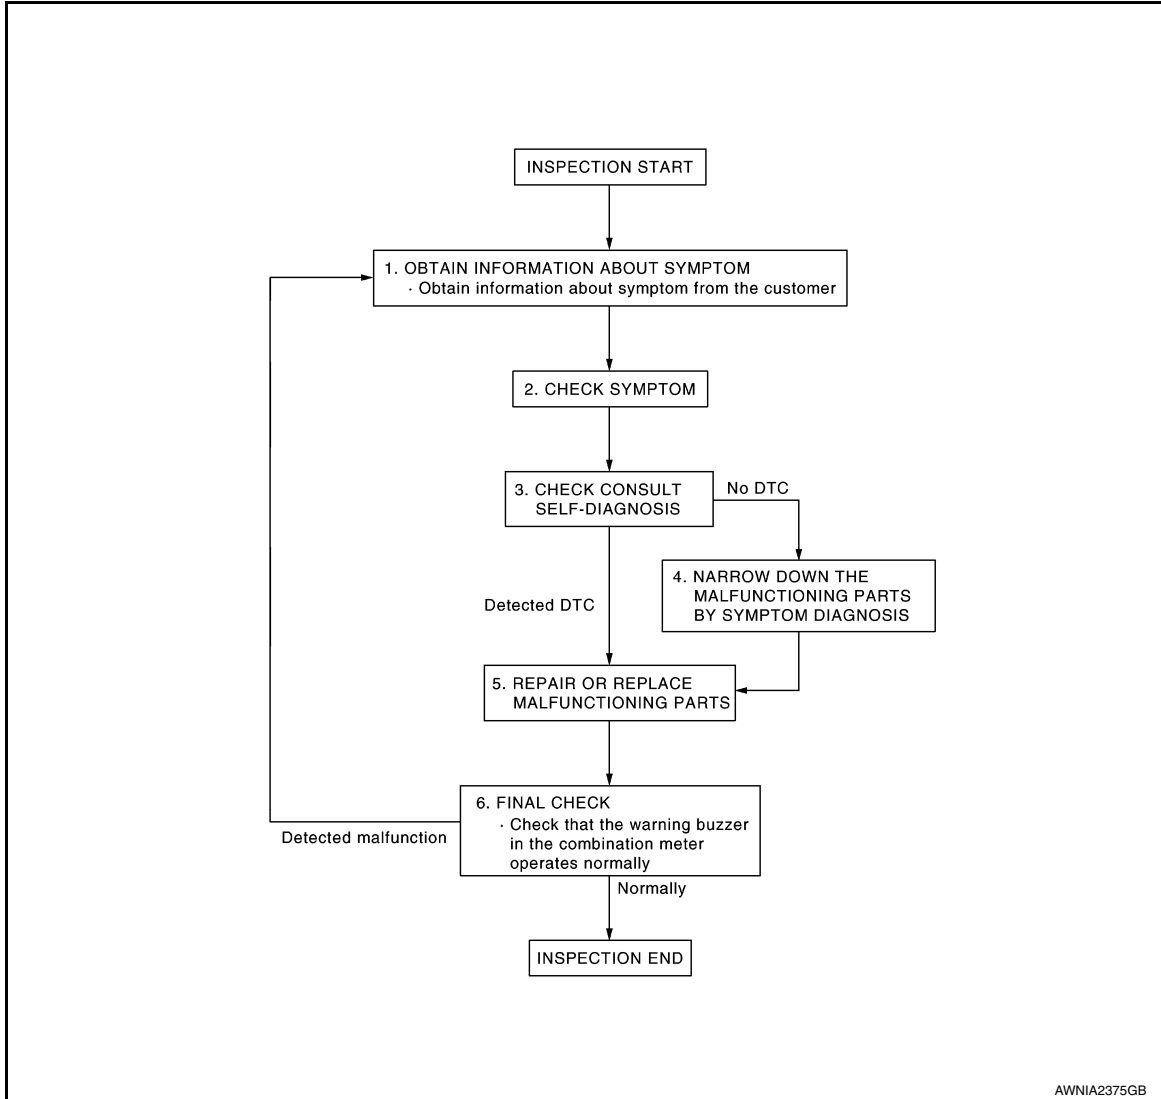 INSPECTION START
1. OBTAIN INFORMATION ABOUT SYMPTOM
· Obtain information about symptom from the customer
2. CHECK SYMPTOM
3. CHECK CONSULT
SELF-DIAGNOSIS
No DTC
4. NARROW DOWN THE
MALFUNCTIONING PARTS
BY SYMPTOM DIAGNOSIS
Detected DTC
5. REPAIR OR REPLACE
MALFUNCTIONING PARTS
6. FINAL CHECK
· Check that the warning buzzer
in the combination meter
operates normally
Detected malfunction
Normally
INSPECTION END
AWNIA2375GB